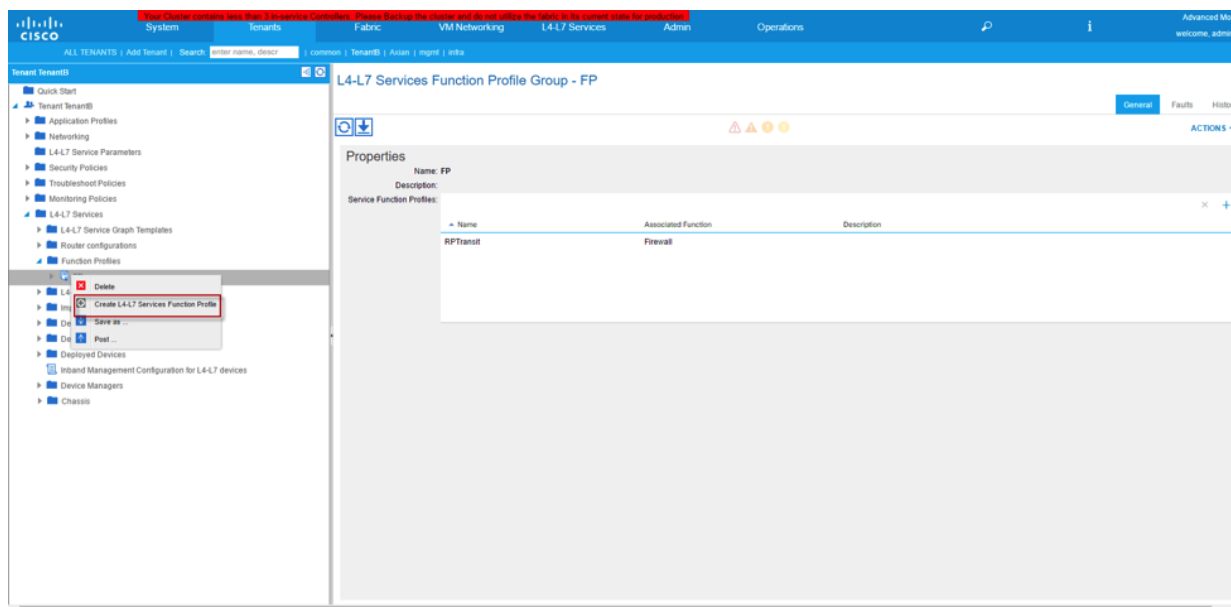 Your Cluster contains less than 3 in-service Controllers. Please Backup the cluster and do not utilize the fabric in its current state for production.
CISCO
System Tenants Fabric VM Networking L4-L7 Services Admin Operations
Advanced Mo
welcome, admi
ALL TENANTS | Add Tenant | Search: enter name, descr | common | TenantB | Axian | mgmt | infra
Tenant TenantB
Quick Start
Tenant TenantB
Application Profiles
Networking
L4-L7 Service Parameters
Security Policies
Troubleshoot Policies
Monitoring Policies
L4-L7 Services
L4-L7 Service Graph Templates
Router configurations
Function Profiles
L4
Im
De
De
Deployed Devices
Inband Management Configuration for L4-L7 devices
Device Managers
Chassis
Delete
Create L4-L7 Services Function Profile
Save as ...
Post ...
L4-L7 Services Function Profile Group - FP
General Faults Histo
ACTIONS
Properties
Name: FP
Description:
Service Function Profiles:
Name Associated Function Description
RPTransit Firewall